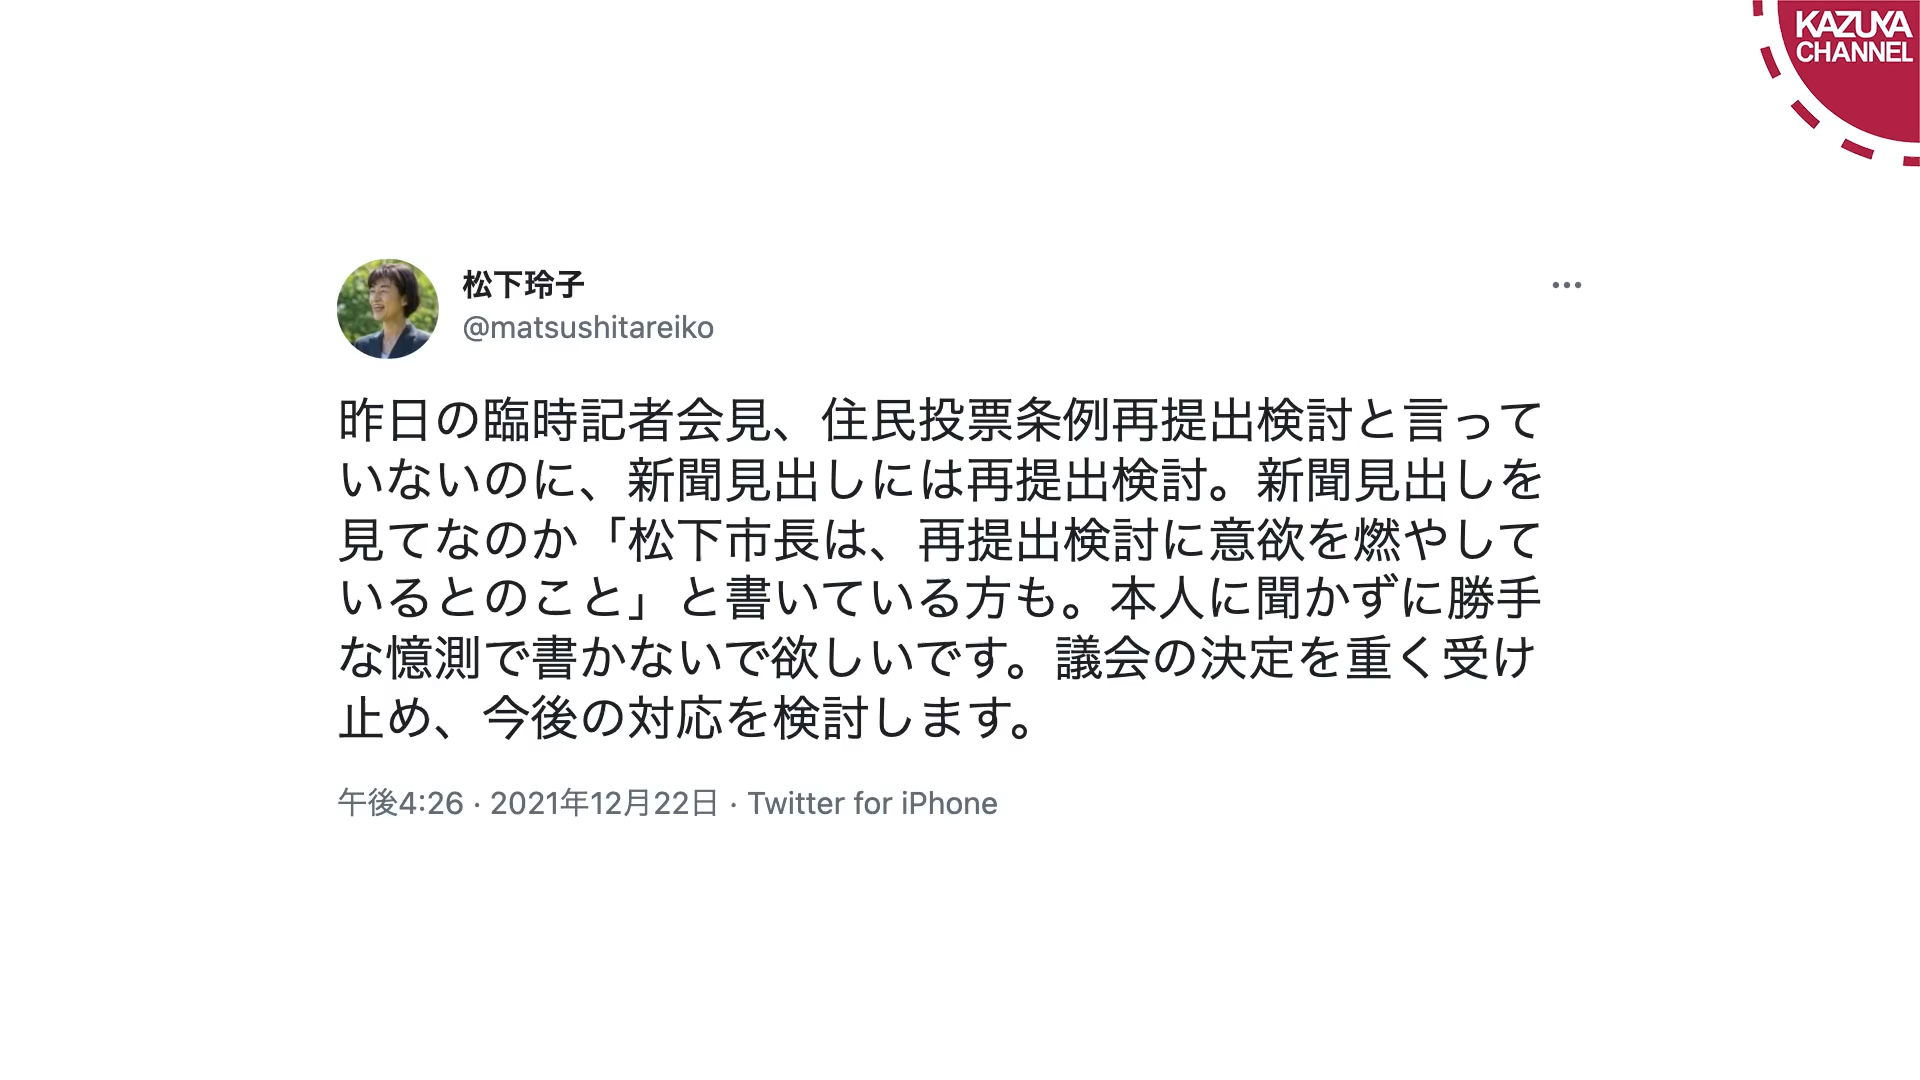 KAZUYA
CHANNEL
松下玲子
@matsushitareiko
昨日の臨時記者会見、住民投票条例再提出検討と言って
いないのに、新聞見出しには再提出検討。新聞見出しを
見てなのか「松下市長は、再提出検討に意欲を燃やして
いるとのこと」と書いている方も。本人に聞かずに勝手
な憶測で書かないで欲しいです。議会の決定を重く受け
止め、今後の対応を検討します。
午後4:26 · 2021年12月22日 · Twitter for iPhone